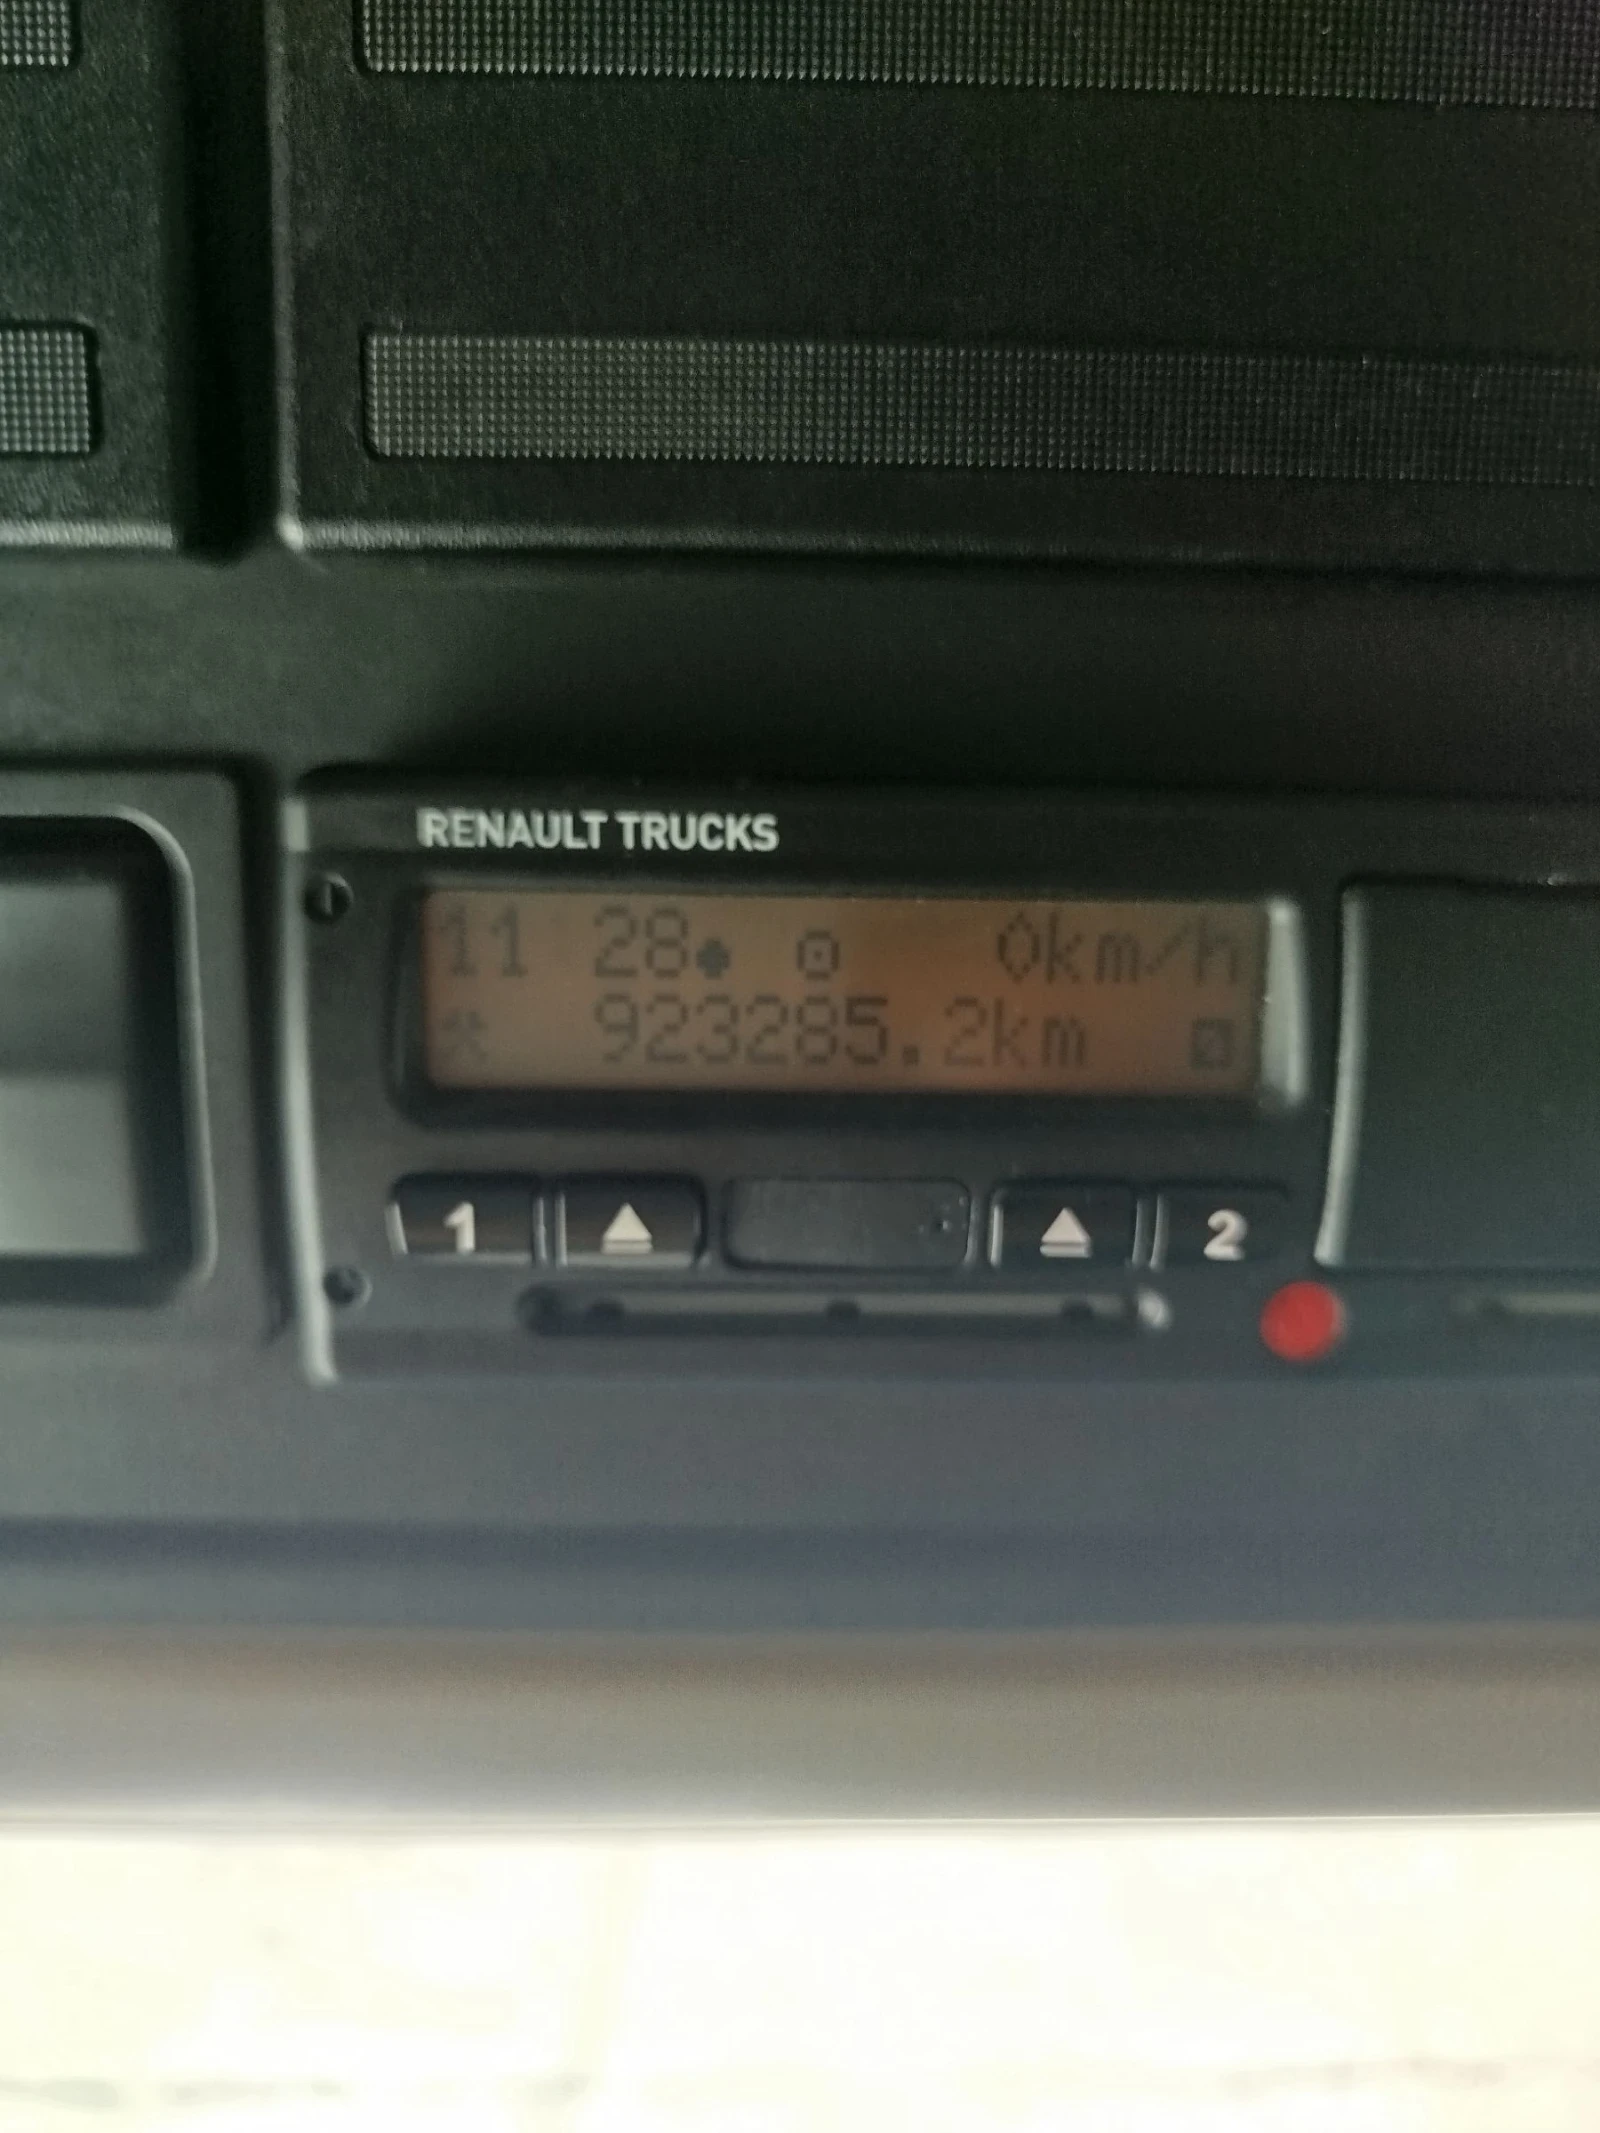 RENAULT TRUCKS
11 28 0km/h
923285.2km
1 2